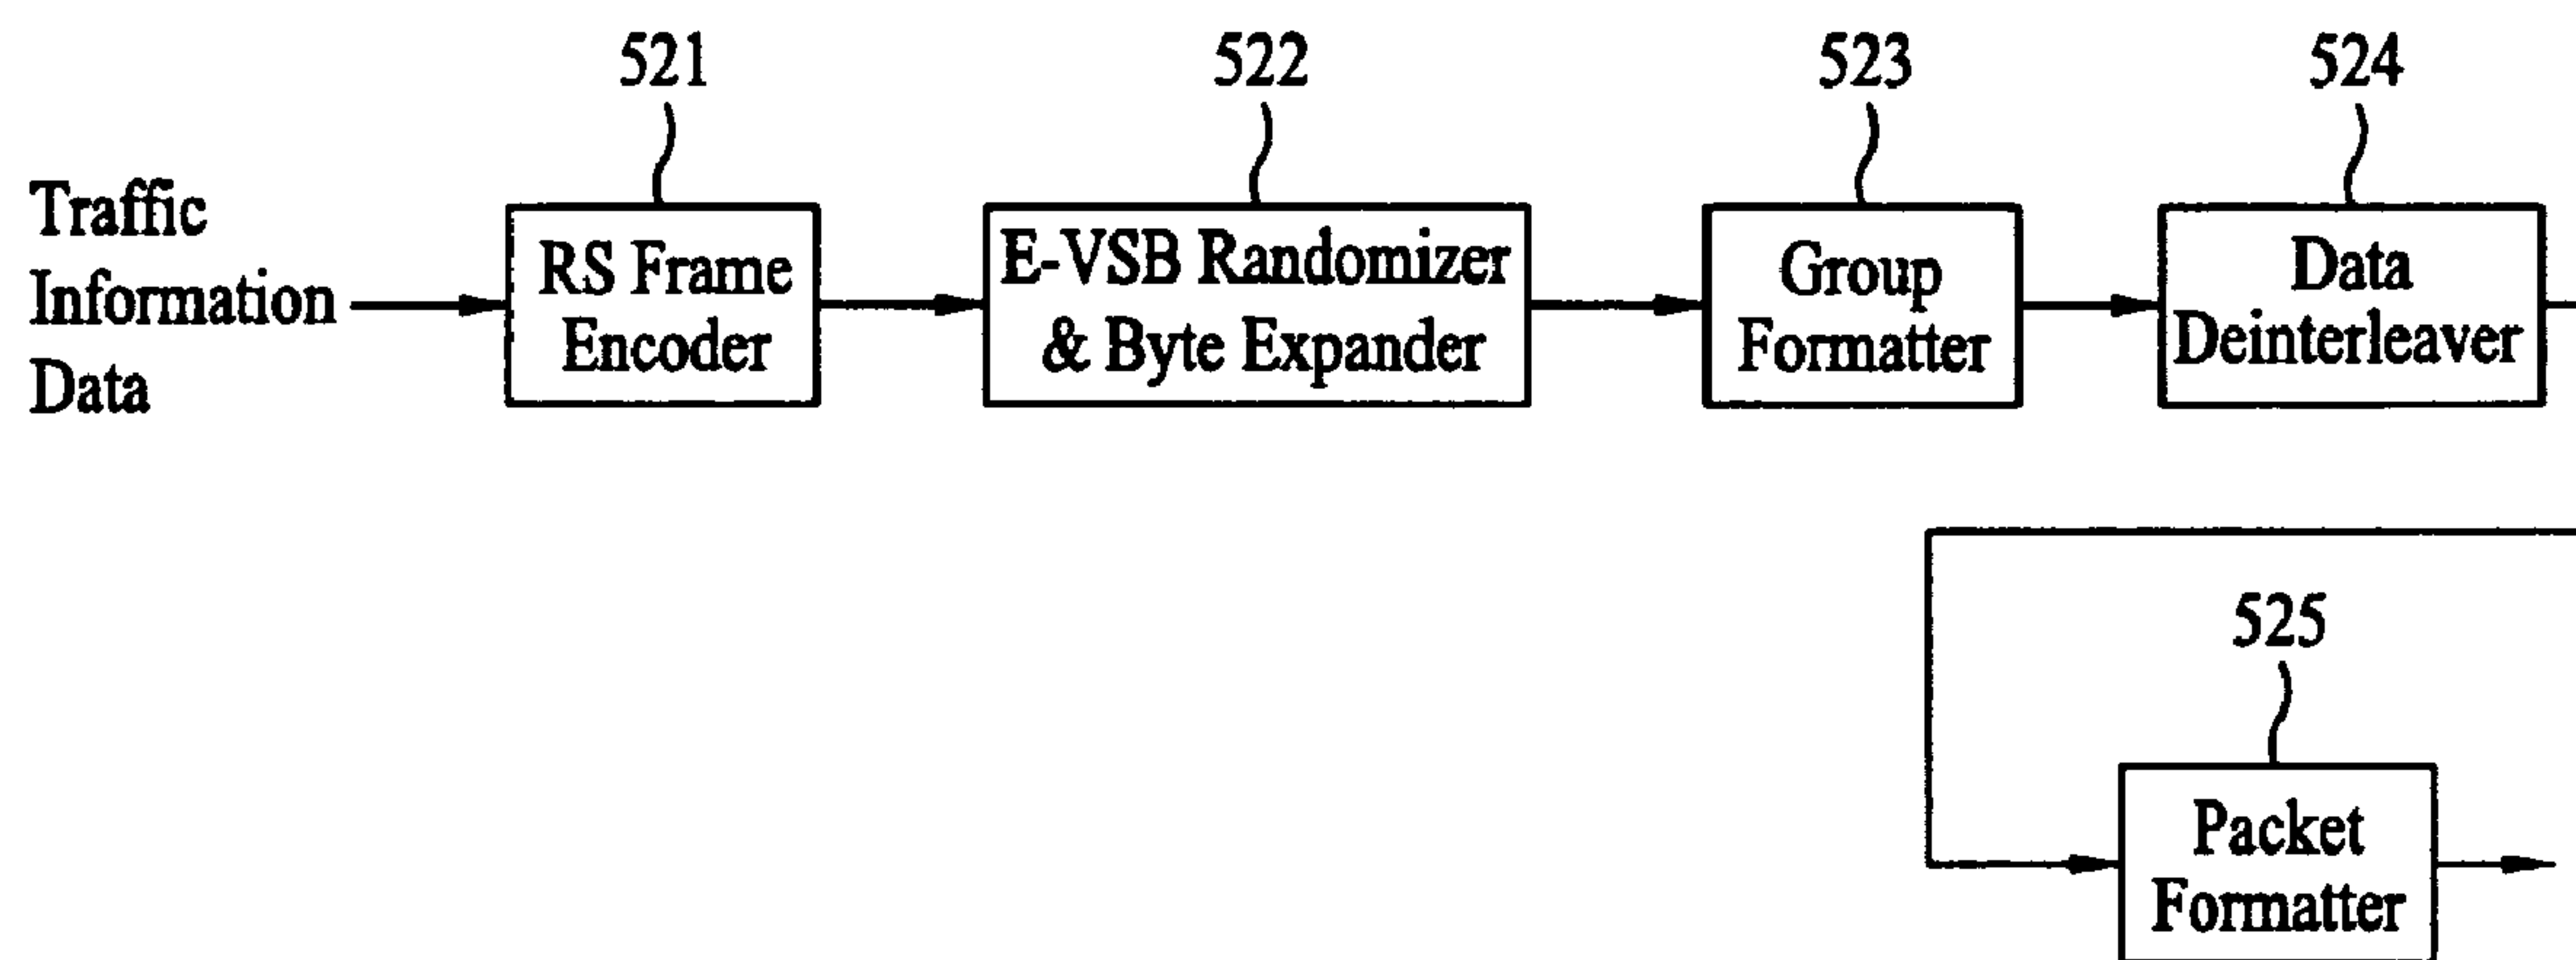 521
522
523
524
Traffic
Information
Data
RS Frame
Encoder
E-VSB Randomizer
& Byte Expander
Group
Formatter
Data
Deinterleaver
525
Packet
Formatter